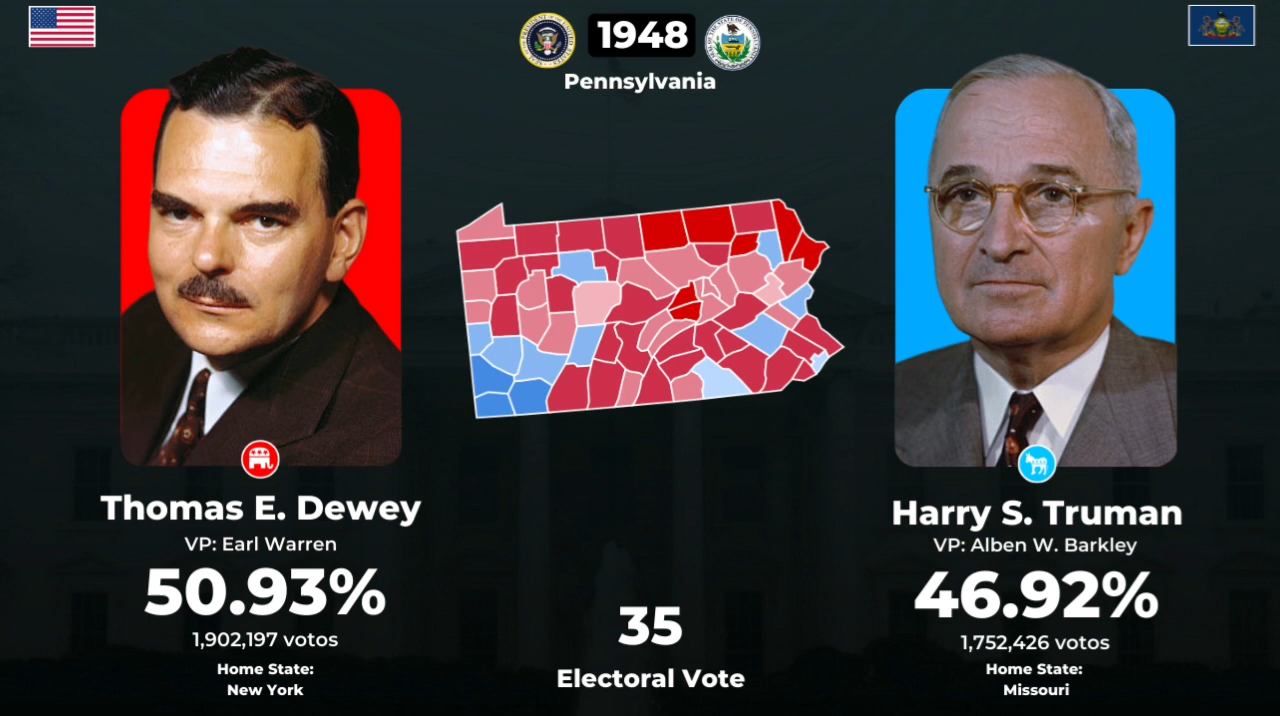 1948
Pennsylvania
Thomas E. Dewey
VP: Earl Warren
50.93%
1,902,197 votos
Home State:
New York
35
Electoral Vote
Harry S. Truman
VP: Alben W. Barkley
46.92%
1,752,426 votos
Home State:
Missouri